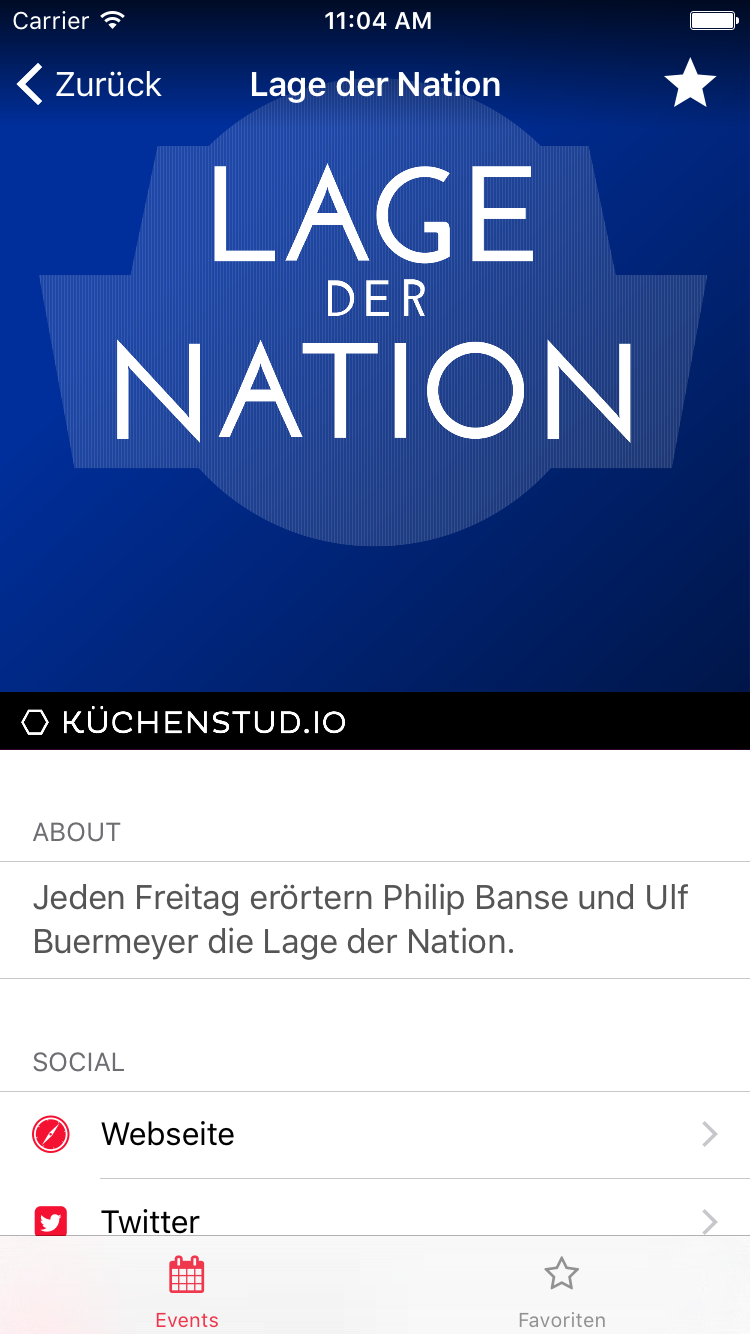 Carrier 11:04 AM
Zurück Lage der Nation
LAGE
DER
NATION
KÜCHENSTUD.IO
ABOUT
Jeden Freitag erörtern Philip Banse und Ulf
Buermeyer die Lage der Nation.
SOCIAL
Webseite
Twitter
Events Favoriten